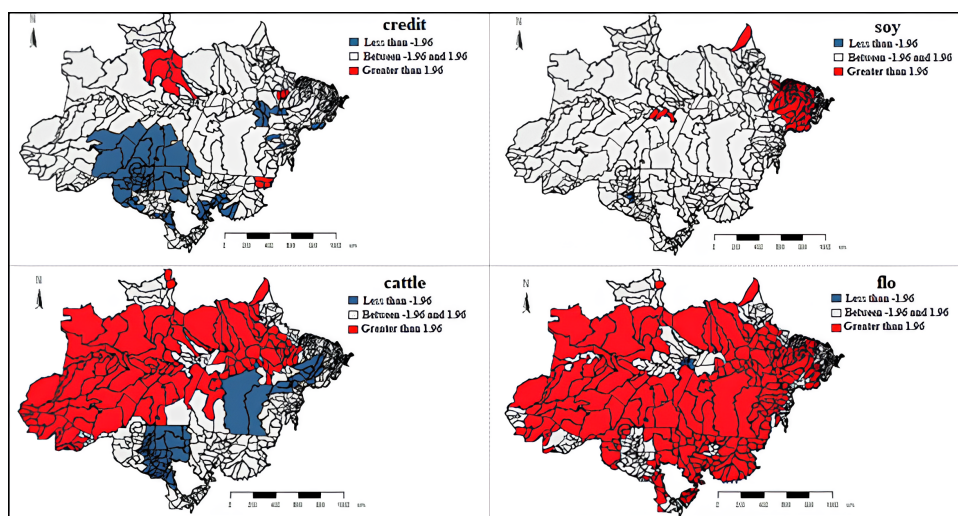 credit
N
Less than -1.96
Between -1.96 and 1.96
Greater than 1.96
soy
N
Less than -1.96
Between -1.96 and 1.96
Greater than 1.96
cattle
N
Less than -1.96
Between -1.96 and 1.96
Greater than 1.96
flo
N
Less than -1.96
Between -1.96 and 1.96
Greater than 1.96